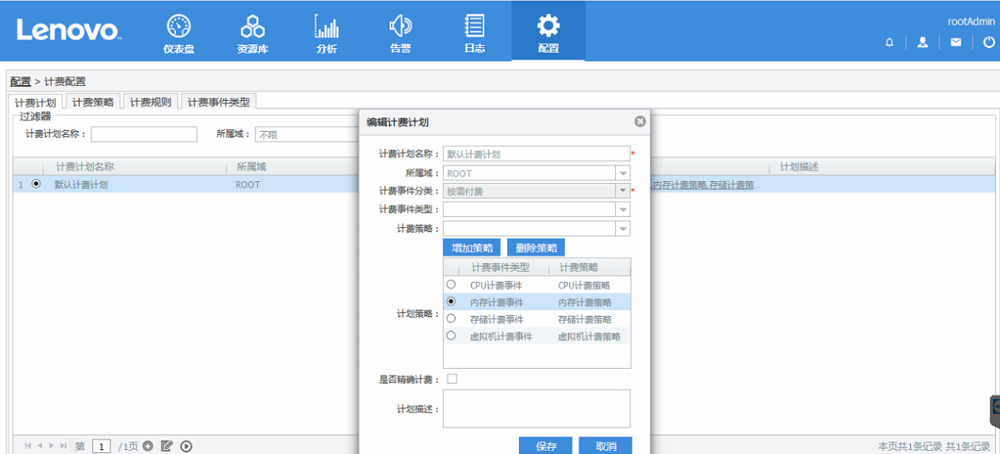 Lenovo
仪表盘
资源库
分析
告警
日志
配置
rootAdmin
配置 > 计费配置
计费计划
计费策略
计费规则
计费事件类型
过滤器
计费计划名称：
所属域： 不限
计费计划名称
所属域
计划描述
1 默认计费计划 ROOT
,内存计费策略,存储计费策...
编辑计费计划
计费计划名称： 默认计费计划 *
所属域： ROOT
计费事件分类： 按需付费 *
计费事件类型：
计费策略：
增加策略 删除策略
计费事件类型 计费策略
CPU计费事件 CPU计费策略
内存计费事件 内存计费策略
计划策略：
存储计费事件 存储计费策略
虚拟机计费事件 虚拟机计费策略
是否精确计费：
计划描述：
保存 取消
第 1 /1页
本页共1条记录 共1条记录